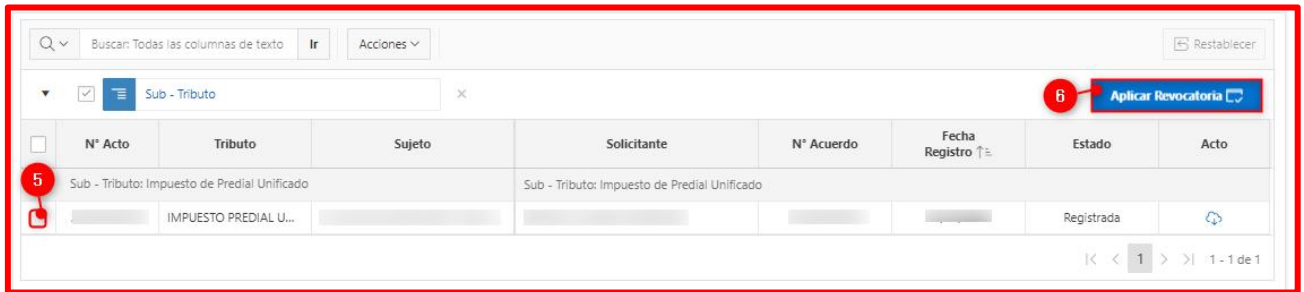 Buscar: Todas las columnas de texto Ir Acciones Restablecer
Sub - Tributo
6 Aplicar Revocatoria
N° Acto Tributo Sujeto Solicitante N° Acuerdo Fecha Registro Estado Acto
5 Sub - Tributo: Impuesto de Predial Unificado Sub - Tributo: Impuesto de Predial Unificado
IMPUESTO PREDIAL U... Registrada
1 1 - 1 de 1